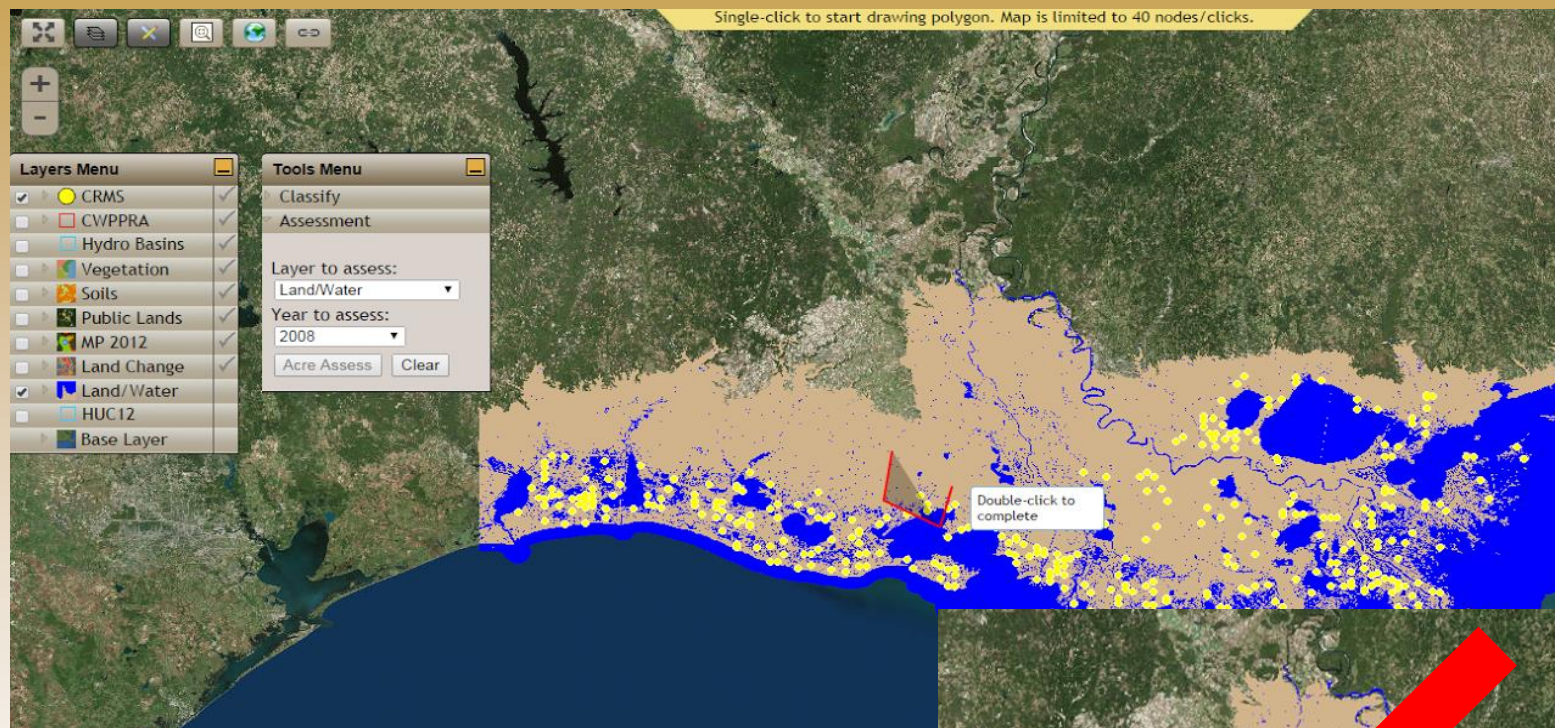 Single-click to start drawing polygon. Map is limited to 40 nodes/clicks.
+
-
Layers Menu
CRMS
CWPPRA
Hydro Basins
Vegetation
Soils
Public Lands
MP 2012
Land Change
Land/Water
HUC12
Base Layer
Tools Menu
Classify
Assessment
Layer to assess:
Land/Water
Year to assess:
2008
Acre Assess
Clear
Double-click to
complete